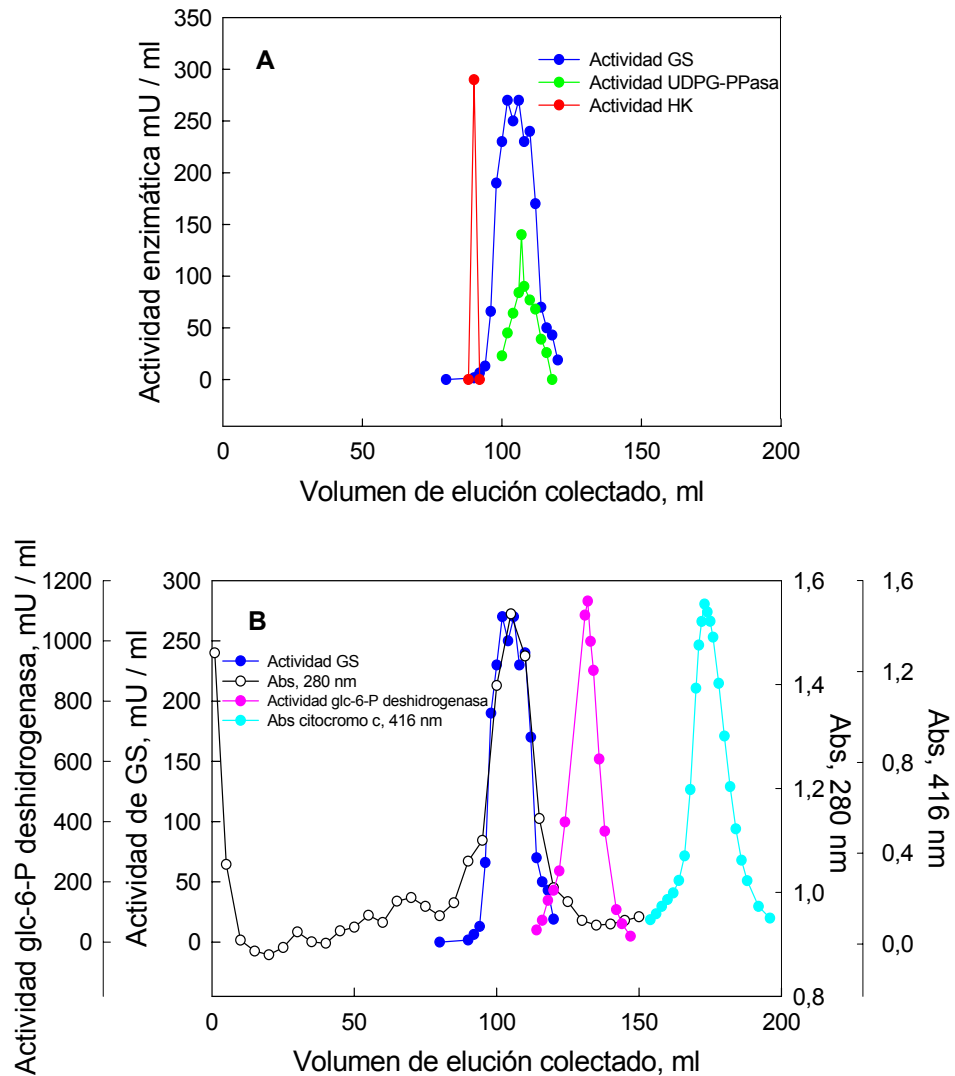 350
300
250
200
150
100
50
0
Actividad enzimática mU / ml
A
Actividad GS
Actividad UDPG-PPasa
Actividad HK
0 50 100 150 200
Volumen de elución colectado, ml
1200
1000
800
600
400
200
0
Actividad glc-6-P deshidrogenasa, mU / ml
300
250
200
150
100
50
0
Actividad de GS, mU / ml
B
Actividad GS
Abs, 280 nm
Actividad glc-6-P deshidrogenasa
Abs citocromo c, 416 nm
1,6
1,4
1,2
1,0
0,8
Abs, 280 nm
1,6
1,2
0,8
0,4
0,0
Abs, 416 nm
0 50 100 150 200
Volumen de elución colectado, ml